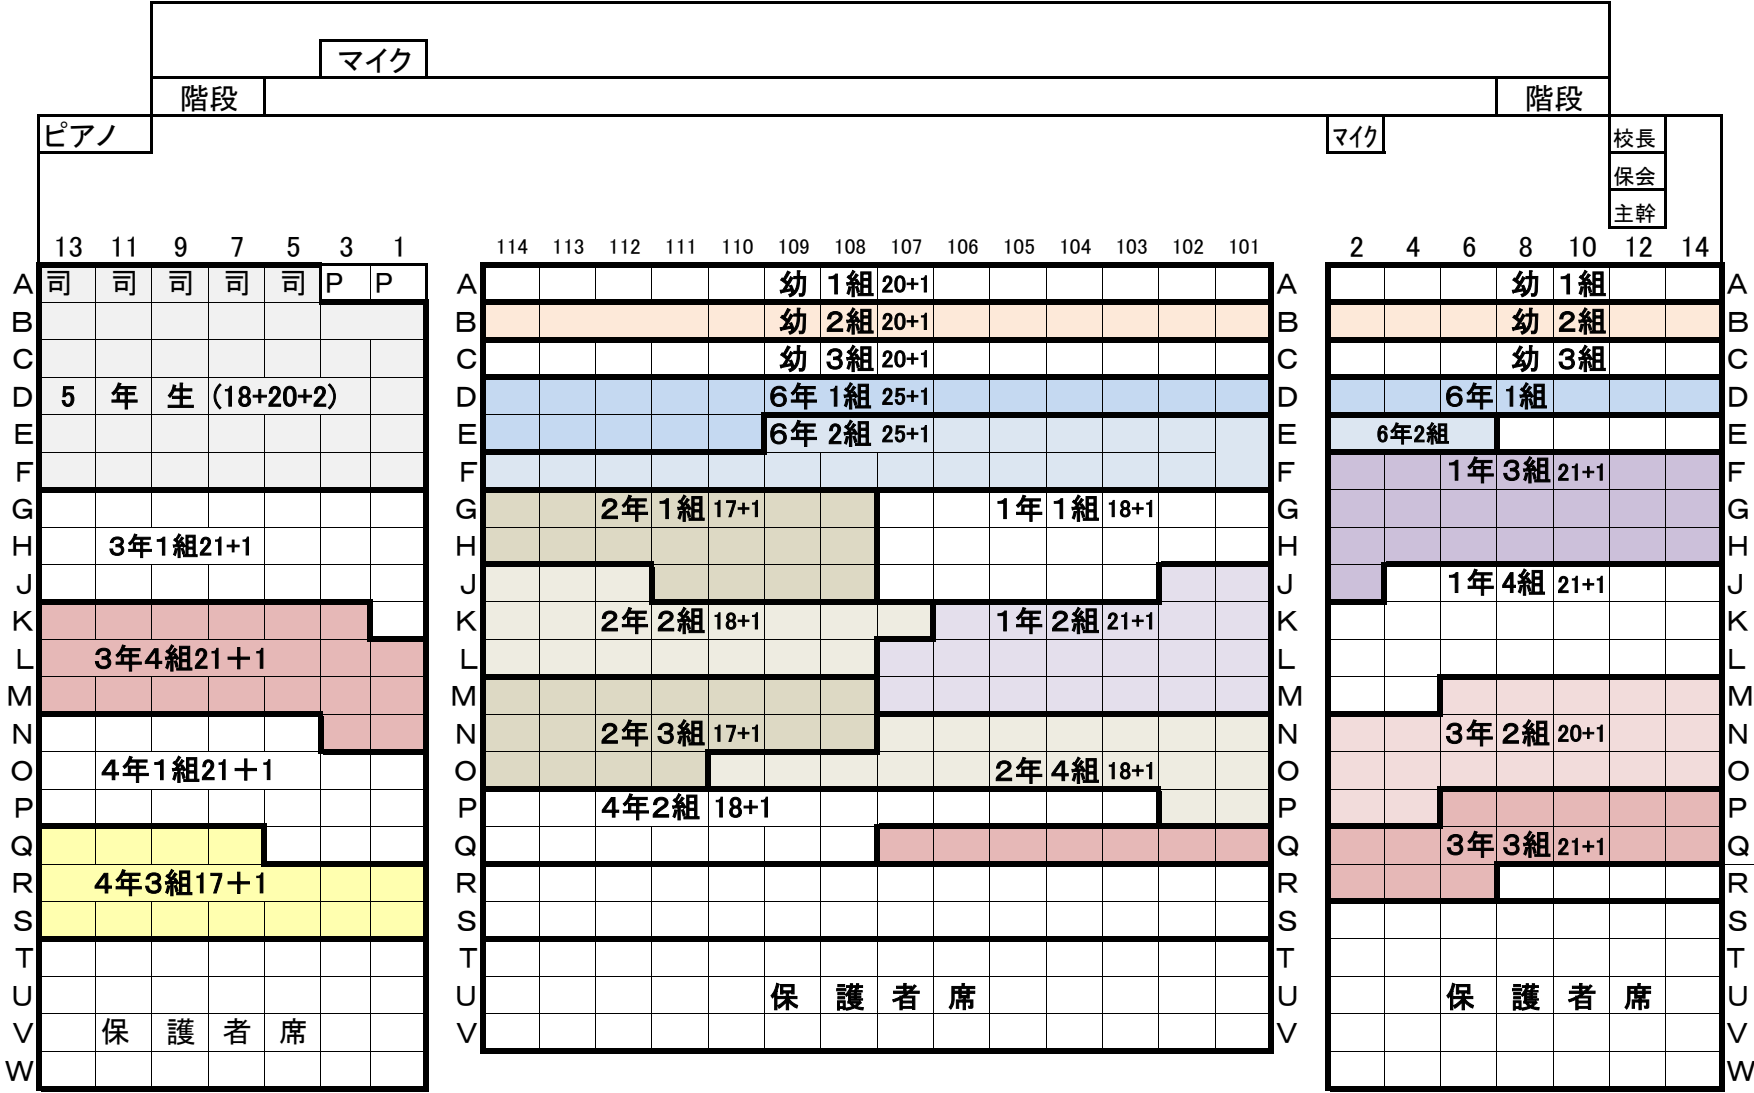 マイク
階段 階段
ピアノ マイク 校長
保会
主幹
13 11 9 7 5 3 1 114 113 112 111 110 109 108 107 106 105 104 103 102 101 2 4 6 8 10 12 14
A 司 司 司 司 司 P P A 幼 1組 20+1 A 幼 1組 A
B B 幼 2組 20+1 B 幼 2組 B
C C 幼 3組 20+1 C 幼 3組 C
D 5 年 生 (18+20+2) D 6年 1組 25+1 D 6年 1組 D
E E 6年 2組 25+1 E 6年2組 E
F F F 1年 3組 21+1 F
G G 2年 1組 17+1 1年 1組 18+1 G G
H 3年1組21+1 H H H
J J J 1年 4組 21+1 J
K K 2年 2組 18+1 1年 2組 21+1 K K
L 3年4組21+1 L L L
M M M M
N N 2年 3組 17+1 N 3年 2組 20+1 N
O 4年1組21+1 O 2年 4組 18+1 O O
P P 4年2組 18+1 P P
Q Q Q 3年 3組 21+1 Q
R 4年3組17+1 R R R
S S S S
T T T T
U U 保 護 者 席 U 保 護 者 席 U
V 保 護 者 席 V V V
W W